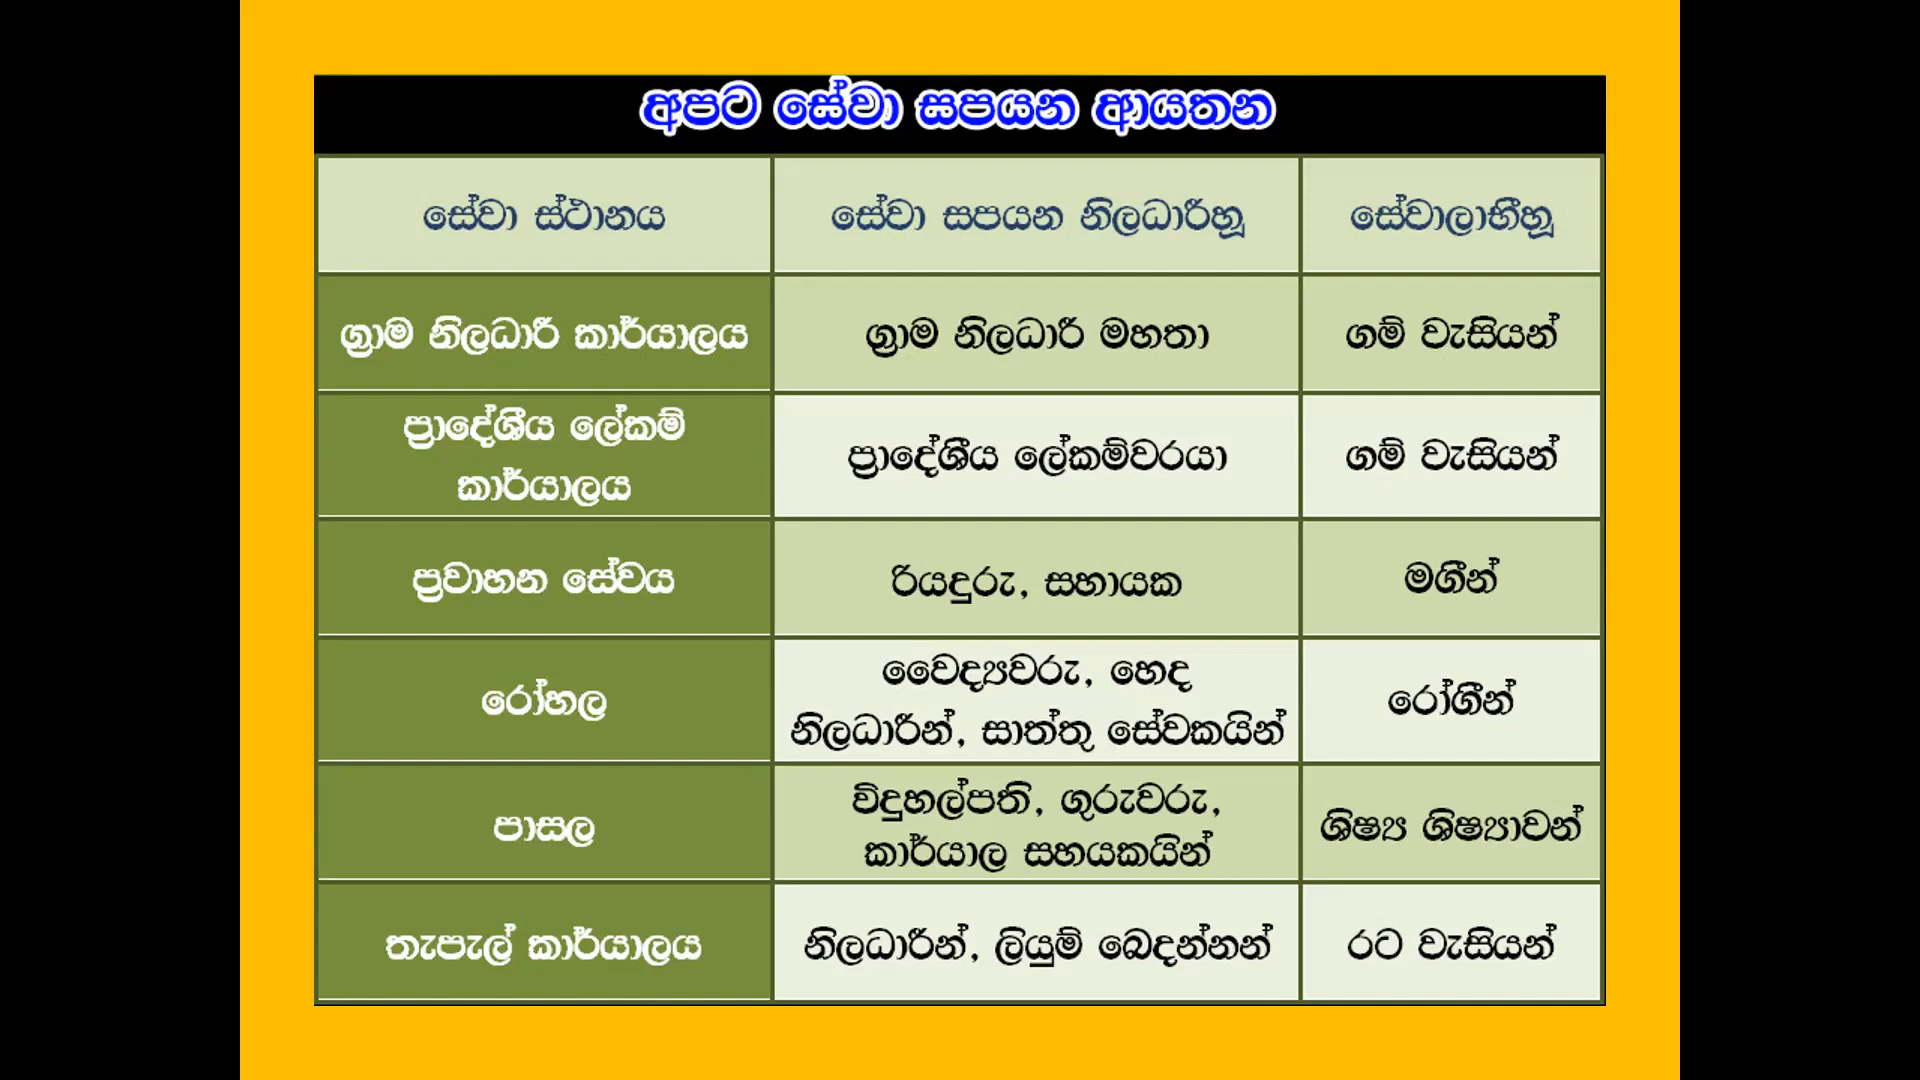 අපට සේවා සපයන ආයතන
සේවා ස්ථානය
සේවා සපයන නිලධාරීහූ
සේවාලාභීහූ
ග්‍රාම නිලධාරී කාර්යාලය
ග්‍රාම නිලධාරී මහතා
ගම් වැසියන්
ප්‍රාදේශීය ලේකම්
කාර්යාලය
ප්‍රාදේශීය ලේකම්වරයා
ගම් වැසියන්
ප්‍රවාහන සේවය
රියදුරු, සහායක
මගීන්
රෝහල
වෛද්‍යවරු, හෙද
නිලධාරීන්, සාත්තු සේවකයින්
රෝගීන්
පාසල
විදුහල්පති, ගුරුවරු,
කාර්යාල සහයකයින්
ශිෂ්‍ය ශිෂ්‍යාවන්
තැපැල් කාර්යාලය
නිලධාරීන්, ලියුම් බෙදන්නන්
රට වැසියන්